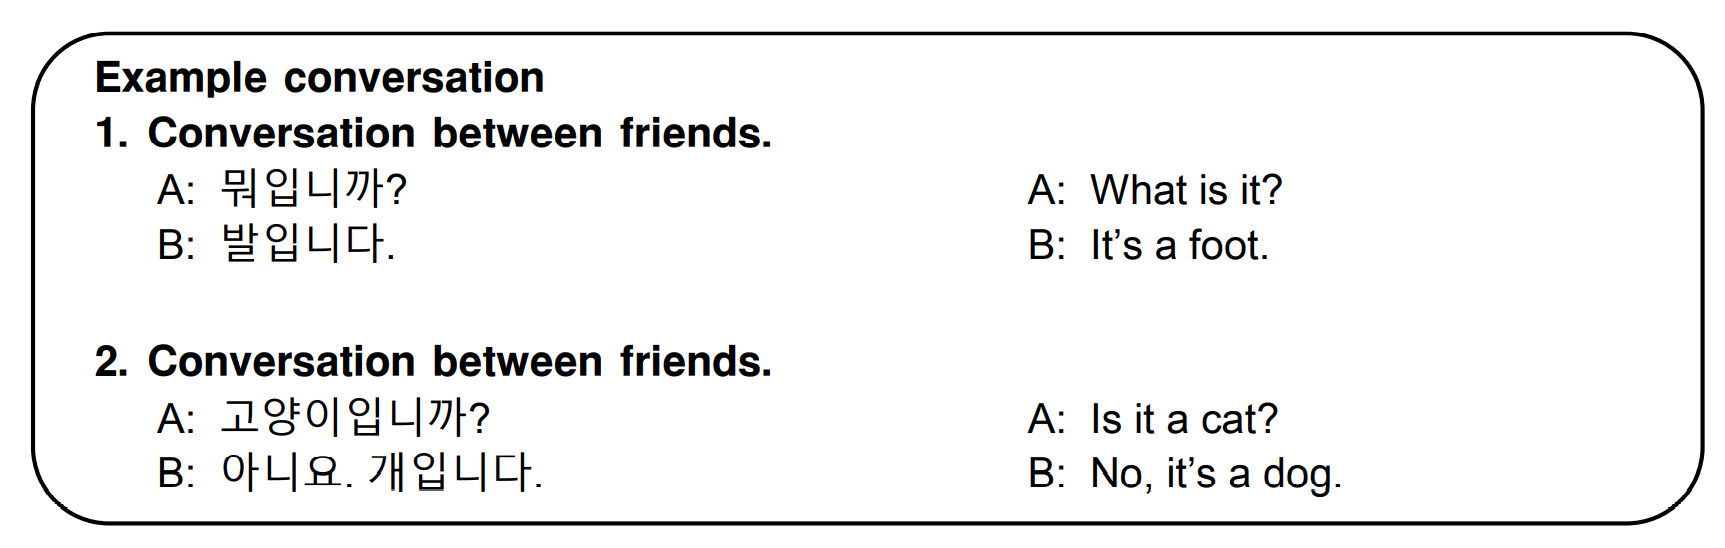 Example conversation
1. Conversation between friends.
A: 뭐입니까? A: What is it?
B: 발입니다. B: It’s a foot.
2. Conversation between friends.
A: 고양이입니까? A: Is it a cat?
B: 아니요. 개입니다. B: No, it’s a dog.